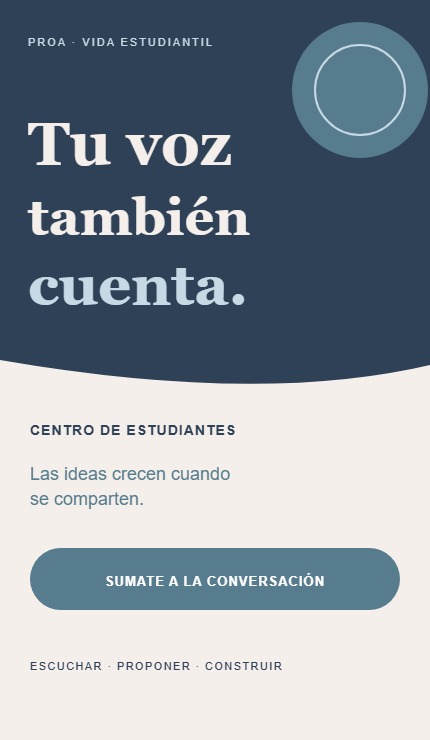 PROA · VIDA ESTUDIANTIL
Tu voz
también
cuenta.
CENTRO DE ESTUDIANTES
Las ideas crecen cuando
se comparten.
SUMATE A LA CONVERSACIÓN
ESCUCHAR · PROPONER · CONSTRUIR